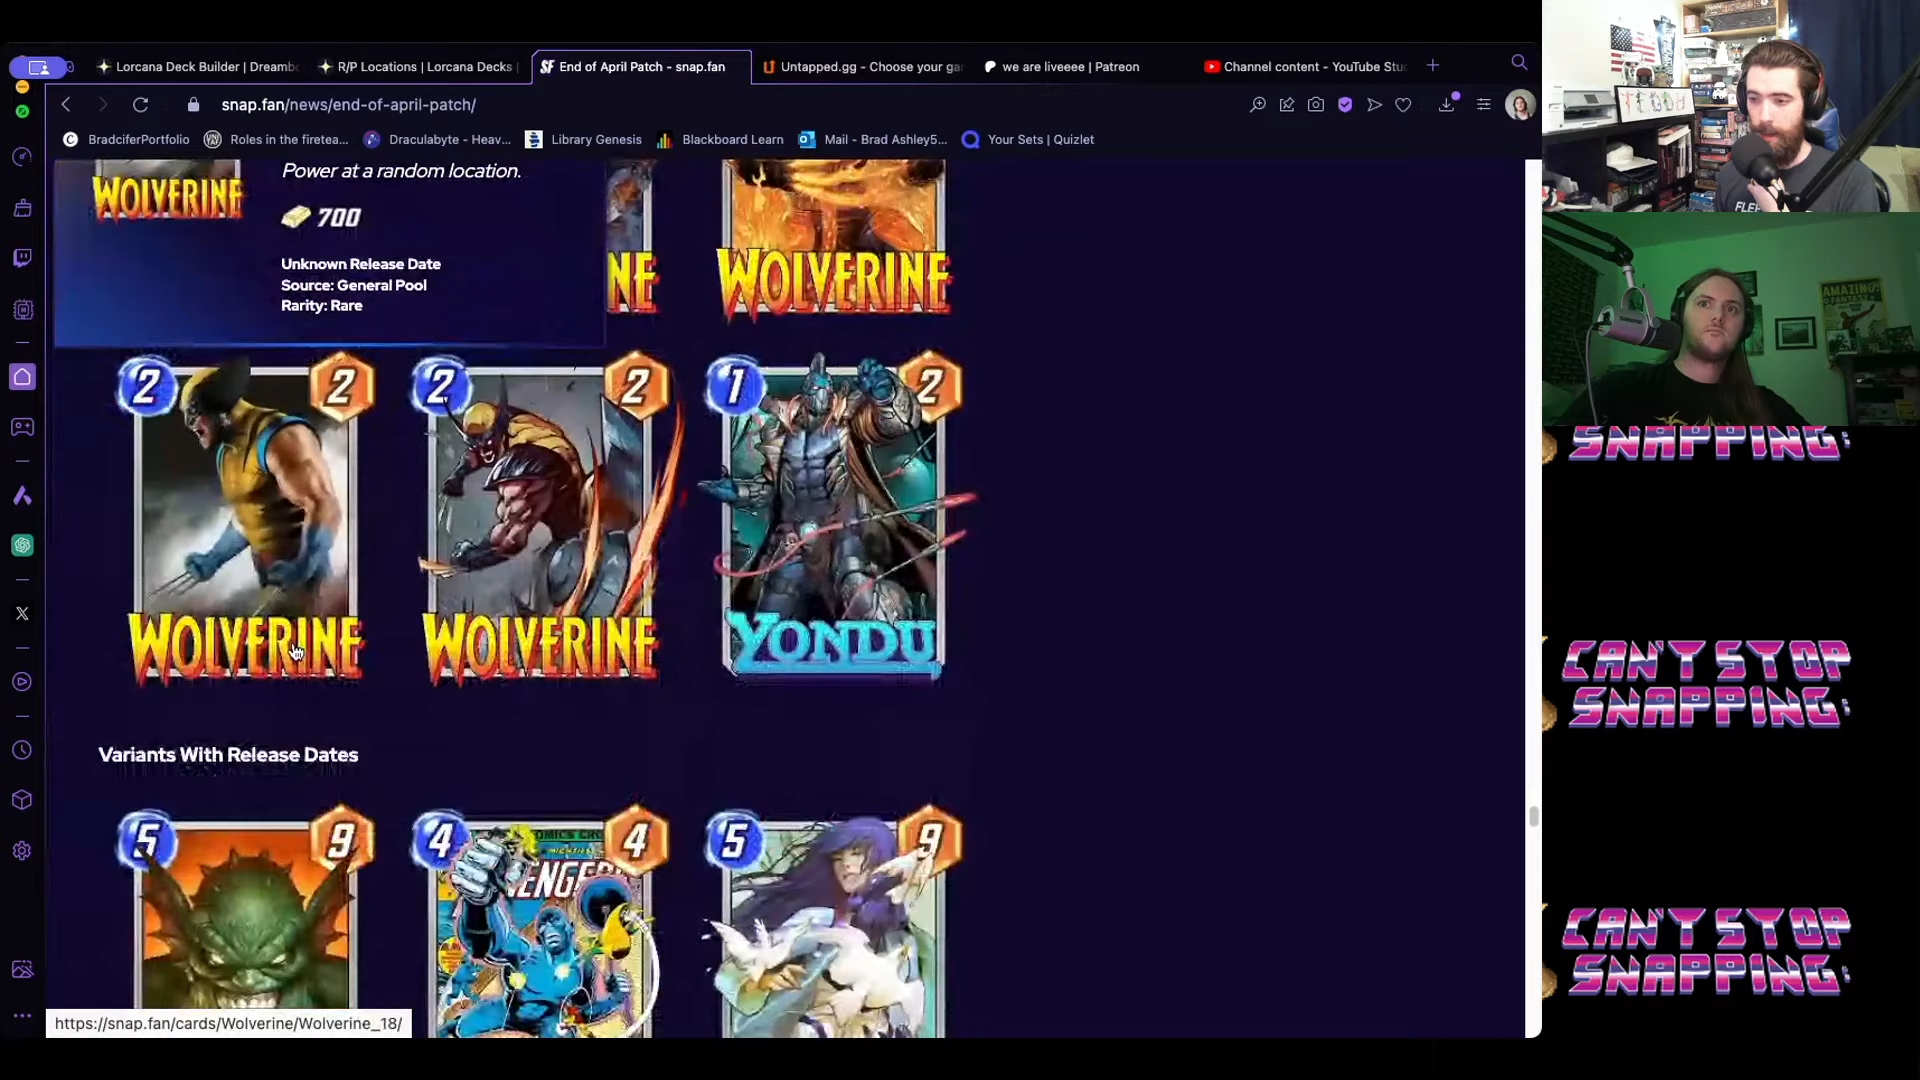 Lorcana Deck Builder | Dreamb
R/P Locations | Lorcana Decks
SF End of April Patch - snap.fan
Untapped.gg - Choose your ga
we are liveeee | Patreon
Channel content - YouTube Stu
snap.fan/news/end-of-april-patch/
BradciferPortfolio
Roles in the firetea...
Draculabyte - Heav...
Library Genesis
Blackboard Learn
Mail - Brad Ashley5...
Your Sets | Quizlet
WOLVERINE
Power at a random location.
700
Unknown Release Date
Source: General Pool
Rarity: Rare
NE
WOLVERINE
2
2
WOLVERINE
2
2
WOLVERINE
1
2
YONDU
Variants With Release Dates
5
9
4
4
5
9
https://snap.fan/cards/Wolverine/Wolverine_18/
AMAZING
FANTASY
SNAPPING:
CAN'T STOP
SNAPPING:
CAN'T STOP
SNAPPING: